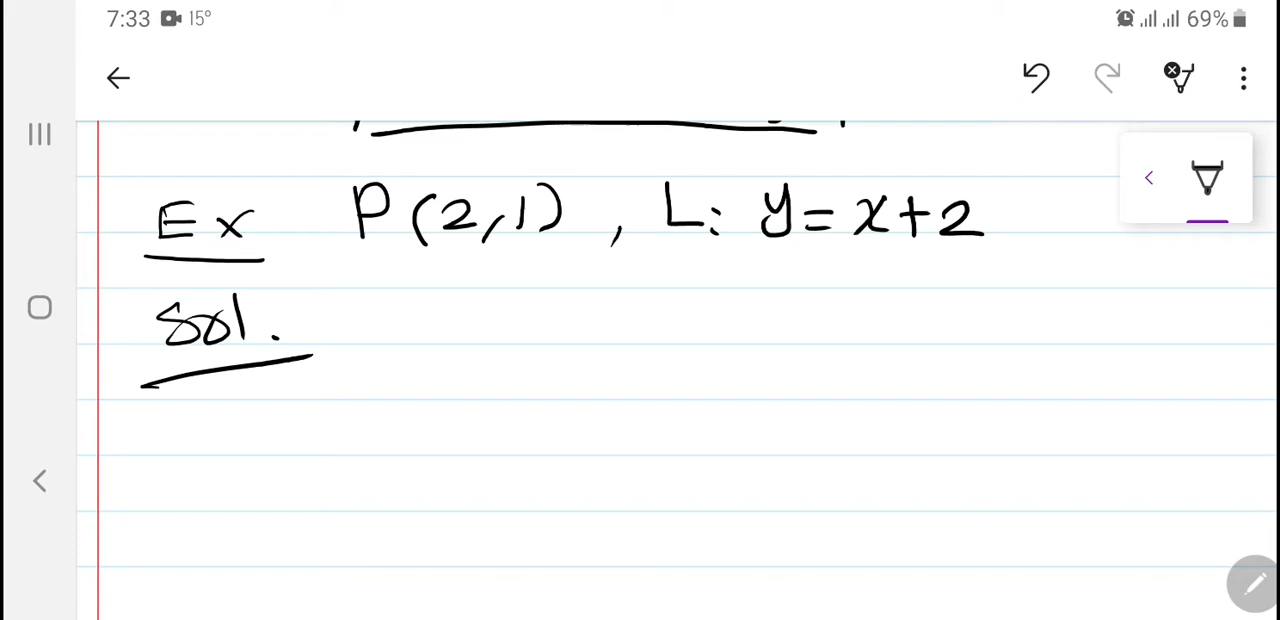 7:33 15°
69%
Ex P(2,1), L: y=x+2
Sol.